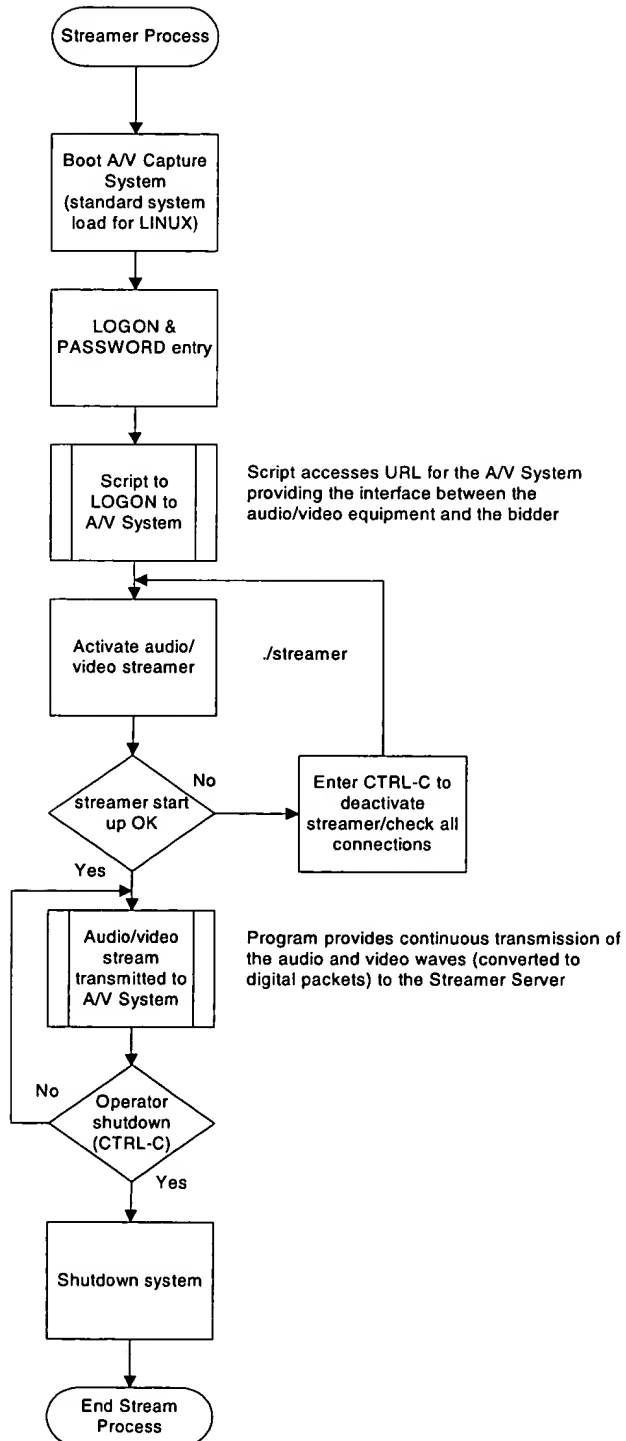 Streamer Process
Boot A/V Capture
System
(standard system
load for LINUX)
LOGON &
PASSWORD entry
Script to
LOGON to
A/V System
Script accesses URL for the A/V System
providing the interface between the
audio/video equipment and the bidder
Activate audio/
video streamer
./streamer
streamer start
up OK
No
Enter CTRL-C to
deactivate
streamer/check all
connections
Yes
Audio/video
stream
transmitted to
A/V System
Program provides continuous transmission of
the audio and video waves (converted to
digital packets) to the Streamer Server
No
Operator
shutdown
(CTRL-C)
Yes
Shutdown system
End Stream
Process